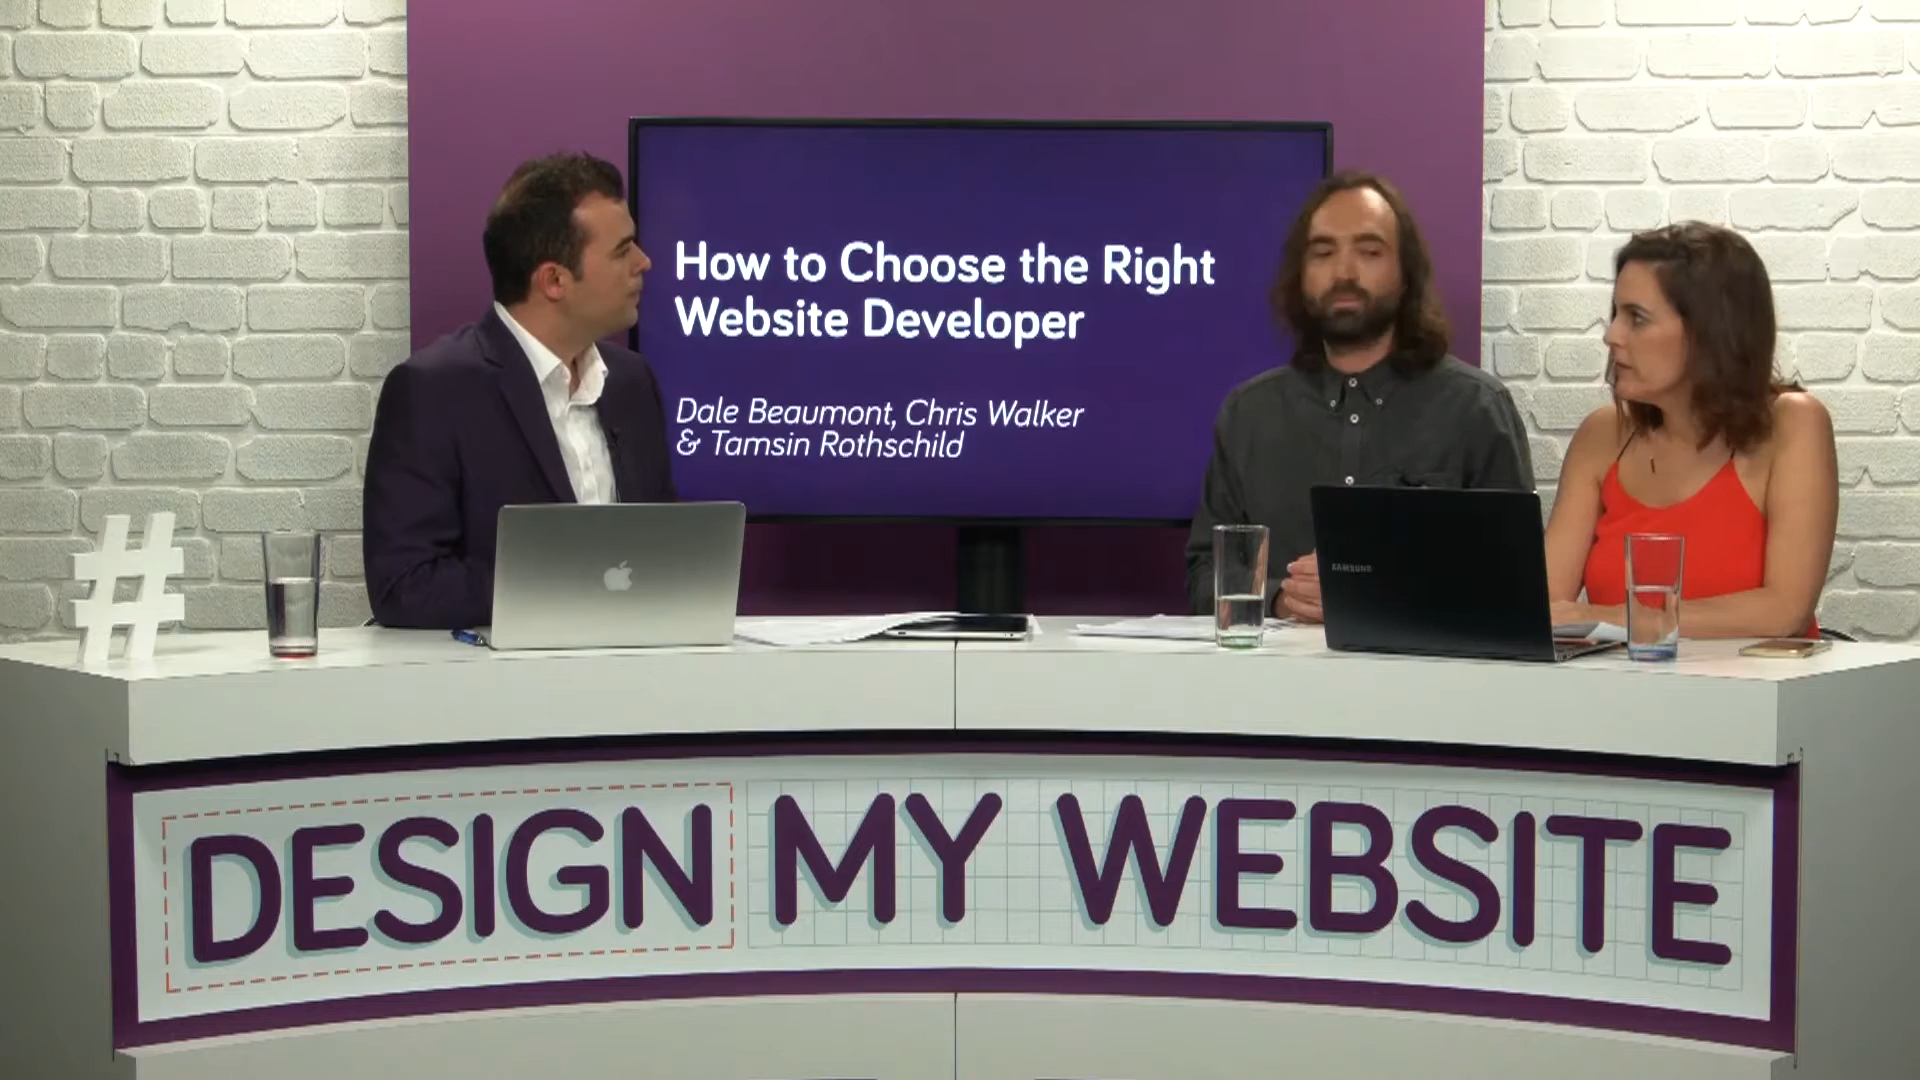 How to Choose the Right
Website Developer
Dale Beaumont, Chris Walker
& Tamsin Rothschild
#
SAMSUNG
DESIGN MY WEBSITE